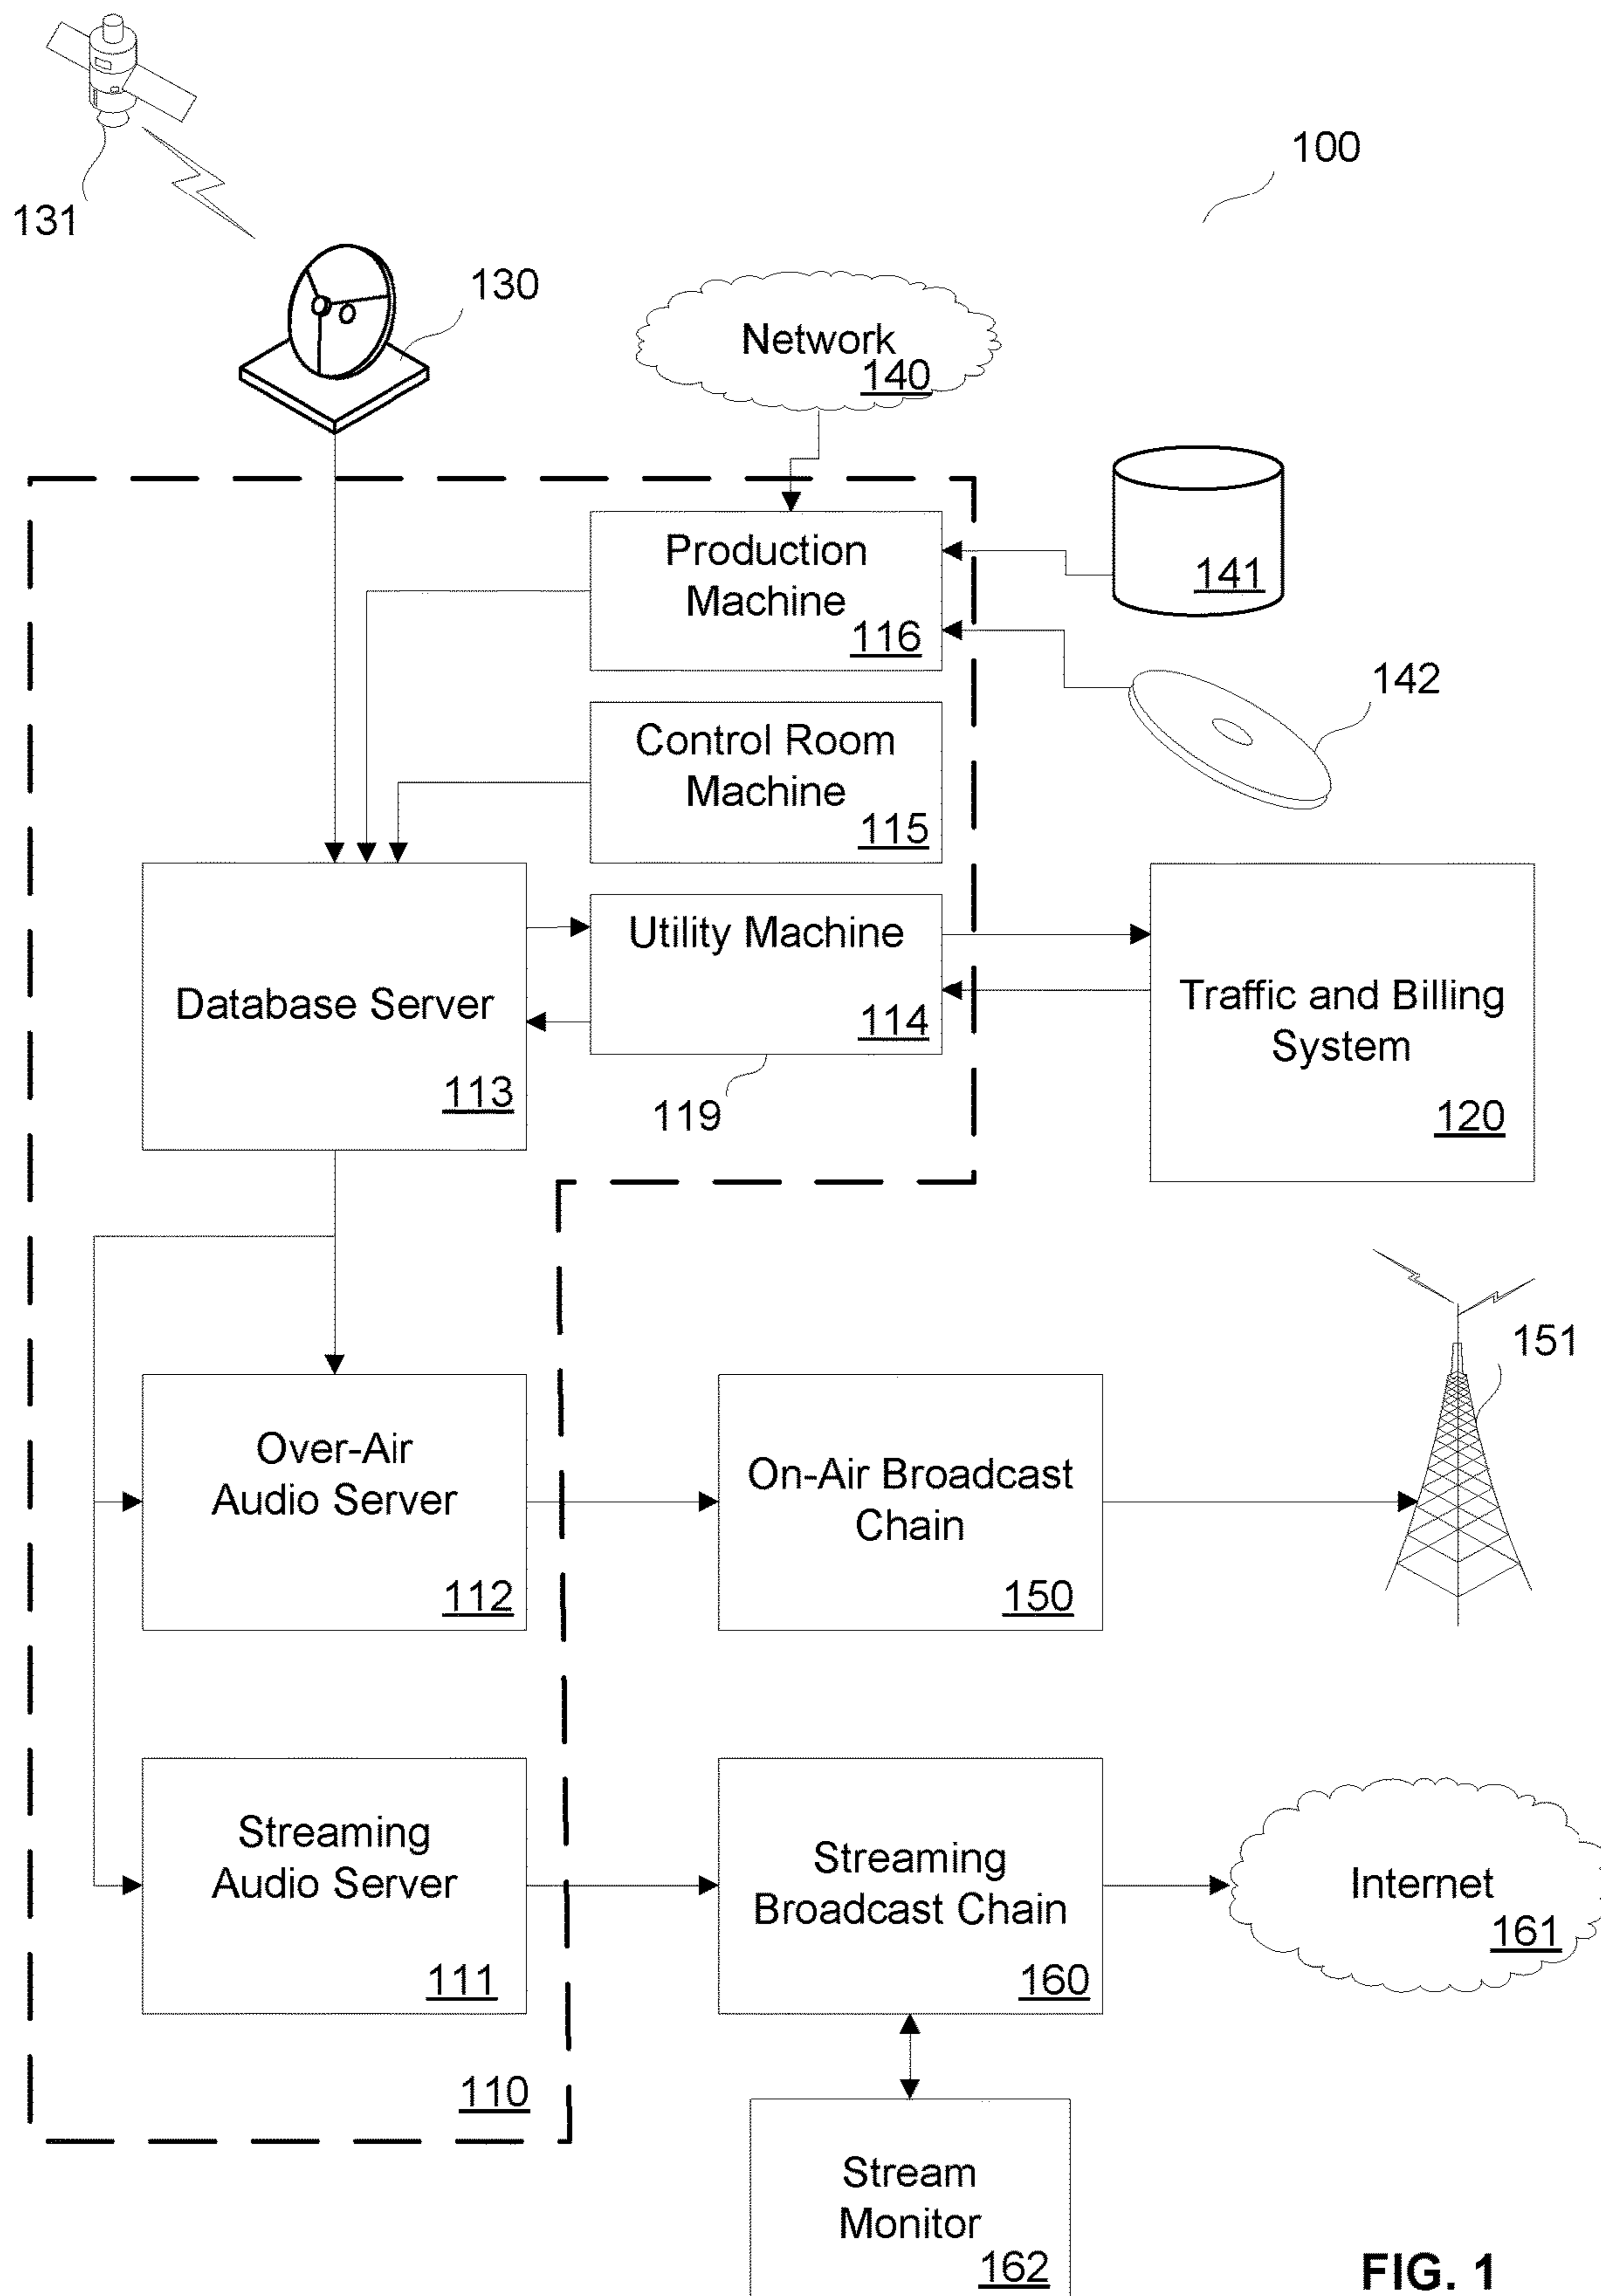 100
131
130
Network
140
Production
Machine
116
141
142
Control Room
Machine
115
Database Server
113
Utility Machine
114
119
Traffic and Billing
System
120
151
Over-Air
Audio Server
112
On-Air Broadcast
Chain
150
Streaming
Audio Server
111
Streaming
Broadcast Chain
160
Internet
161
110
Stream
Monitor
162
FIG. 1